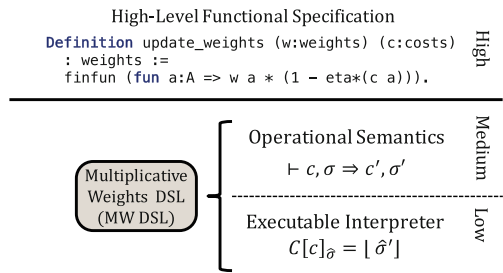 High-Level Functional Specification
Definition update_weights (w:weights) (c:costs)
: weights :=
finfun (fun a:A => w a * (1 - eta*(c a))).
High
Multiplicative
Weights DSL
(MW DSL)
Operational Semantics
⊢ c, σ ⇒ c′, σ′
Medium
Executable Interpreter
C[c]σ̂ = ⌊ σ̂′⌋
Low